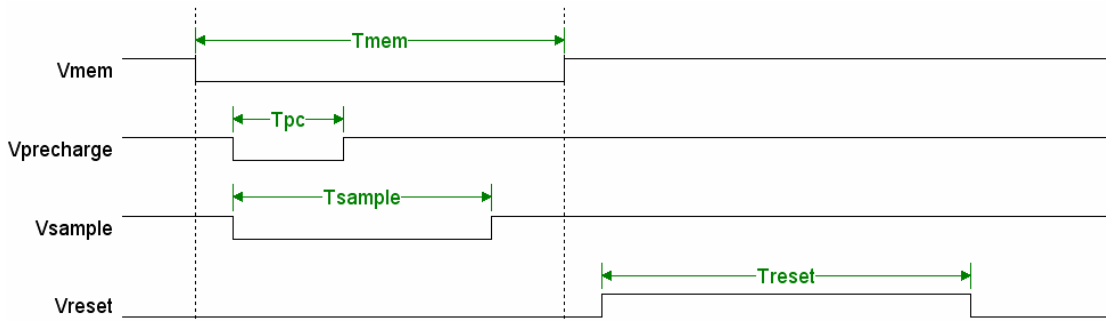 Tmem
Vmem
Tpc
Vprecharge
Tsample
Vsample
Treset
Vreset